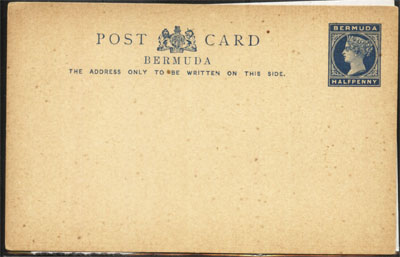 POST CARD
BERMUDA
THE ADDRESS ONLY TO BE WRITTEN ON THIS SIDE.
BERMUDA
HALFPENNY